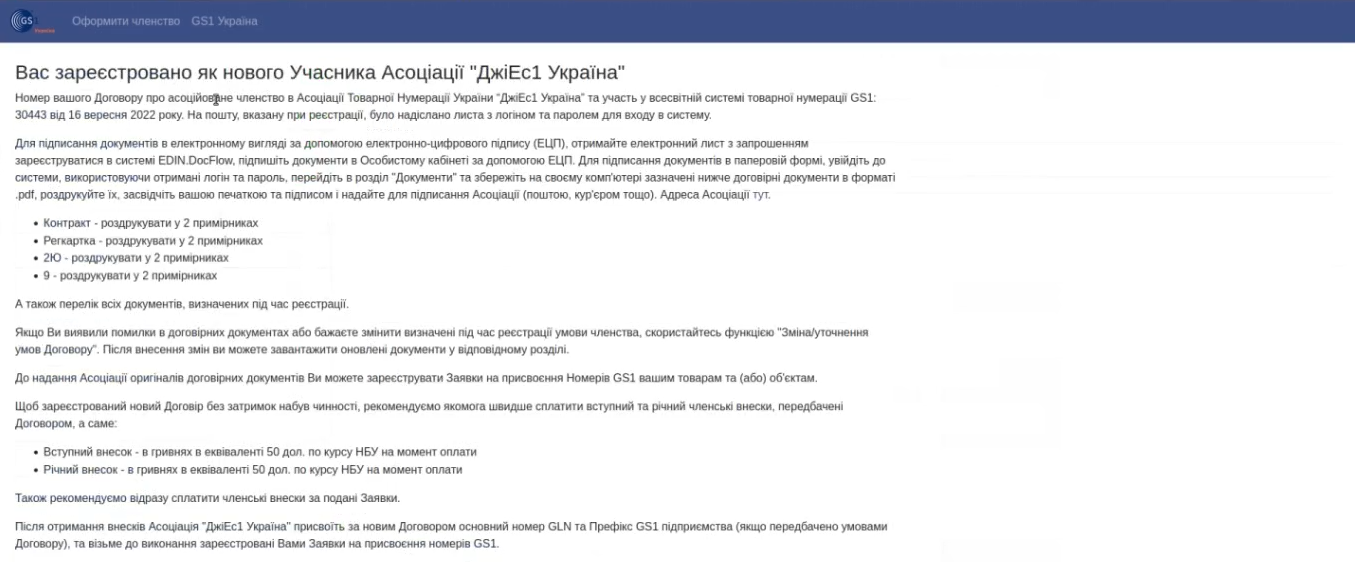 GS1 Україна Оформити членство GS1 Україна
Вас зареєстровано як нового Учасника Асоціації "ДжіЕс1 Україна"
Номер вашого Договору про асоційоване членство в Асоціації Товарної Нумерації України "ДжіЕс1 Україна" та участь у всесвітній системі товарної нумерації GS1:
30443 від 16 вересня 2022 року. На пошту, вказану при реєстрації, було надіслано листа з логіном та паролем для входу в систему.
Для підписання документів в електронному вигляді за допомогою електронно-цифрового підпису (ЕЦП), отримайте електронний лист з запрошенням
зареєструватися в системі EDIN.DocFlow, підпишіть документи в Особистому кабінеті за допомогою ЕЦП. Для підписання документів в паперовій формі, увійдіть до
системи, використовуючи отримані логін та пароль, перейдіть в розділ "Документи" та збережіть на своєму комп'ютері зазначені нижче договірні документи в форматі
.pdf, роздрукуйте їх, засвідчіть вашою печаткою та підписом і надайте для підписання Асоціації (поштою, кур'єром тощо). Адреса Асоціації тут.
• Контракт - роздрукувати у 2 примірниках
• Регкартка - роздрукувати у 2 примірниках
• 2Ю - роздрукувати у 2 примірниках
• 9 - роздрукувати у 2 примірниках
А також перелік всіх документів, визначених під час реєстрації.
Якщо Ви виявили помилки в договірних документах або бажаєте змінити визначені під час реєстрації умови членства, скористайтесь функцією "Зміна/уточнення
умов Договору". Після внесення змін ви можете завантажити оновлені документи у відповідному розділі.
До надання Асоціації оригіналів договірних документів Ви можете зареєструвати Заявки на присвоєння Номерів GS1 вашим товарам та (або) об'єктам.
Щоб зареєстрований новий Договір без затримок набув чинності, рекомендуємо якомога швидше сплатити вступний та річний членські внески, передбачені
Договором, а саме:
• Вступний внесок - в гривнях в еквіваленті 50 дол. по курсу НБУ на момент оплати
• Річний внесок - в гривнях в еквіваленті 50 дол. по курсу НБУ на момент оплати
Також рекомендуємо відразу сплатити членські внески за подані Заявки.
Після отримання внесків Асоціація "ДжіЕс1 Україна" присвоїть за новим Договором основний номер GLN та Префікс GS1 підприємства (якщо передбачено умовами
Договору), та візьме до виконання зареєстровані Вами Заявки на присвоєння номерів GS1.